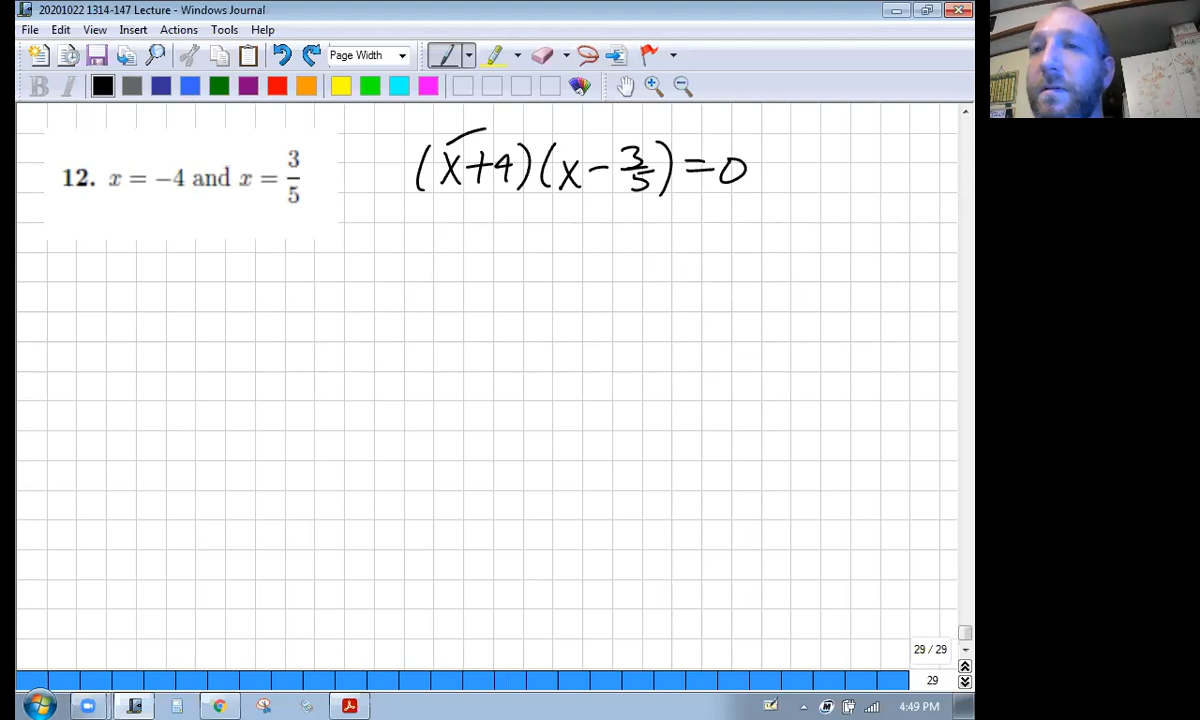 20201022 1314-147 Lecture - Windows Journal
File Edit View Insert Actions Tools Help
Page Width
B I
12. x = −4 and x = 3/5
(x+4)(x − 3/5) = 0
29 / 29
29
4:49 PM